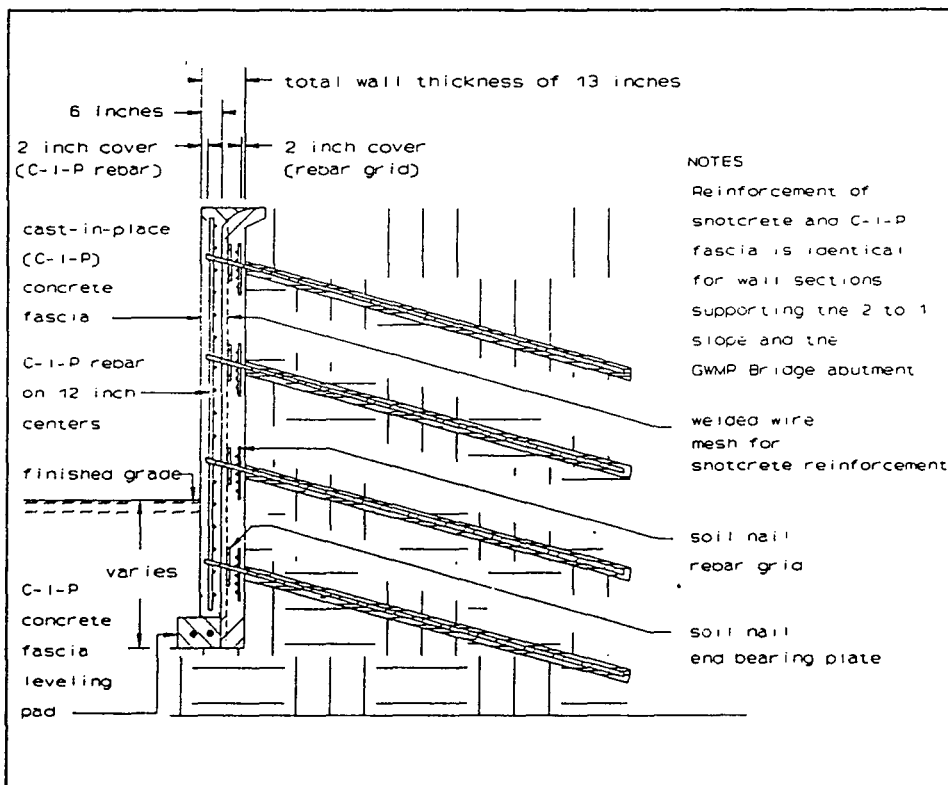 total wall thickness of 13 inches
6 inches
2 inch cover
(C-I-P rebar)
2 inch cover
(rebar grid)
NOTES
Reinforcement of
shotcrete and C-I-P
fascia is identical
for wall sections
supporting the 2 to 1
slope and the
GWMP Bridge abutment
cast-in-place
(C-I-P)
concrete
fascia
C-I-P rebar
on 12 inch
centers
finished grade
varies
C-I-P
concrete
fascia
leveling
pad
welded wire
mesh for
shotcrete reinforcement
soil nail
rebar grid
soil nail
end bearing plate